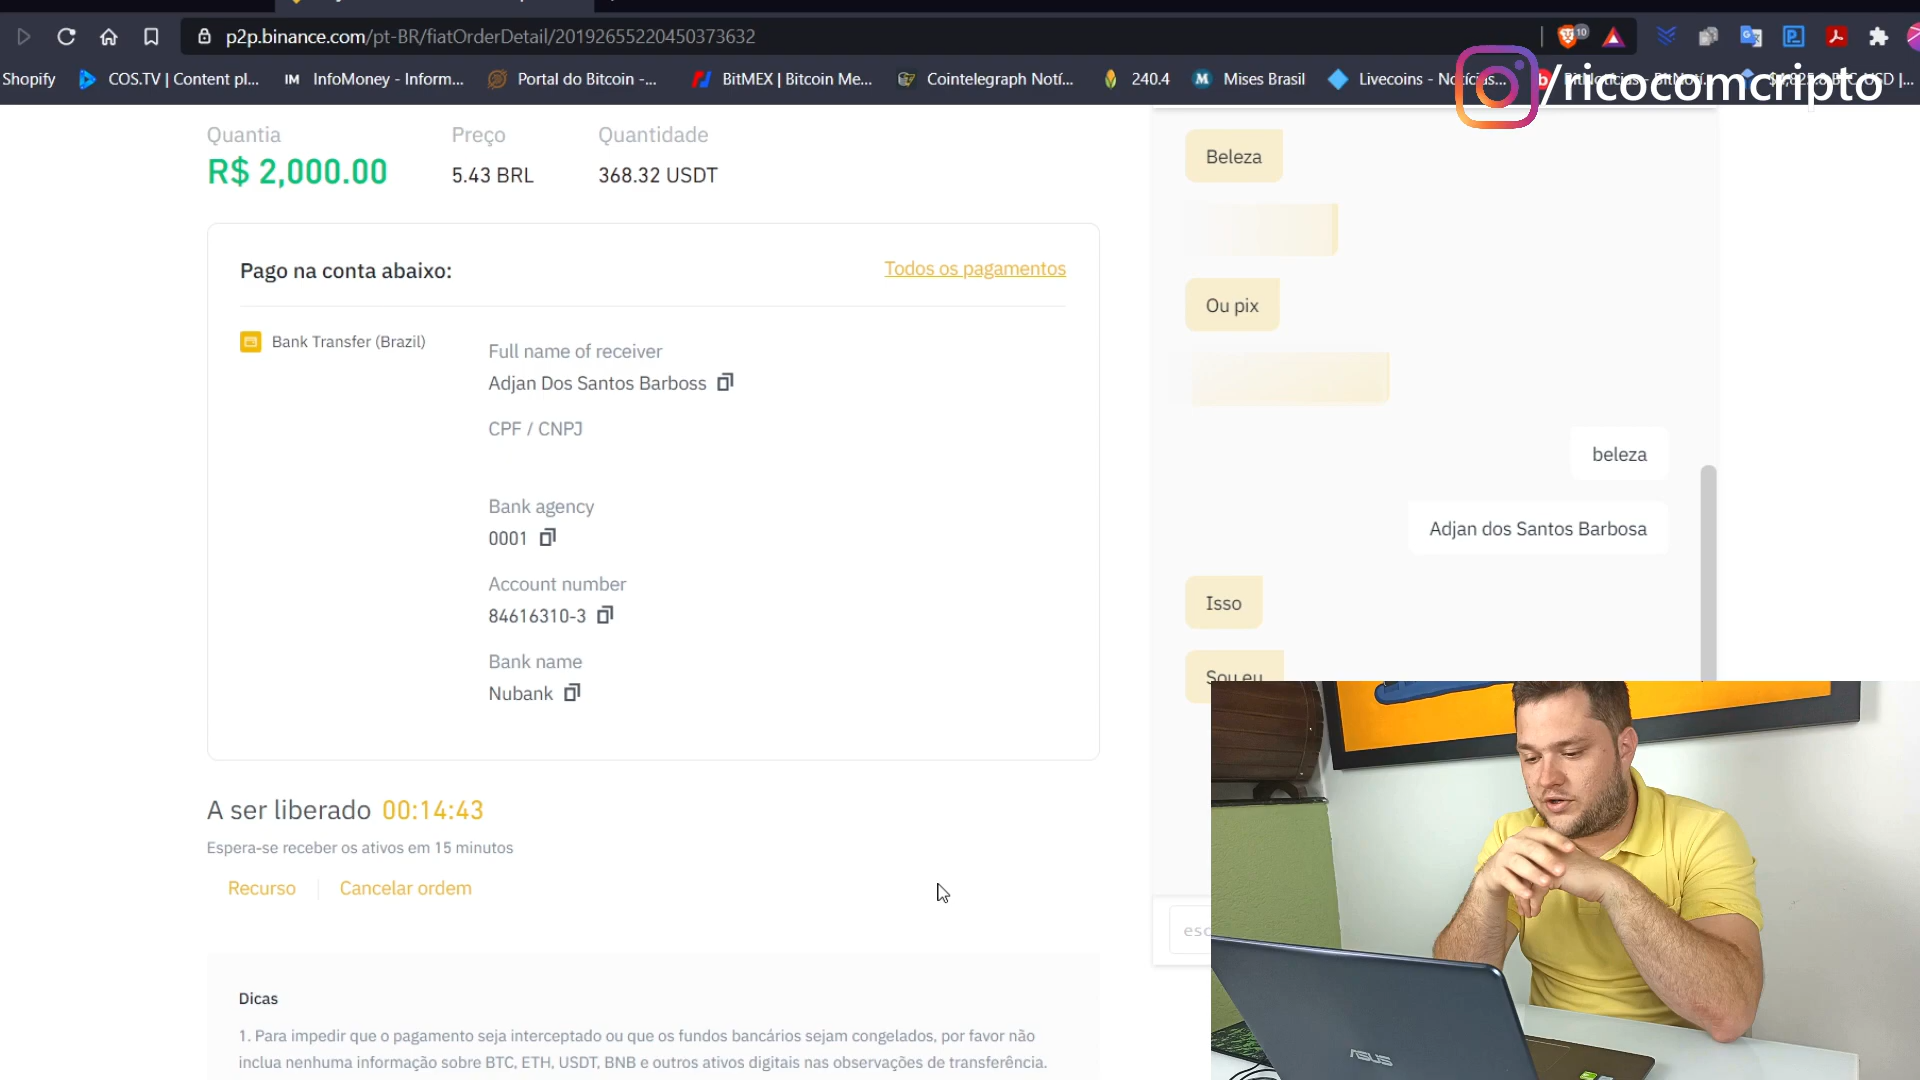 p2p.binance.com/pt-BR/fiatOrderDetail/20192655220450373632
10
Shopify
COS.TV | Content pl...
IM InfoMoney - Inform...
Portal do Bitcoin -...
BitMEX | Bitcoin Me...
Cointelegraph Notí...
240.4
M Mises Brasil
Livecoins - Notícias...
/ricocomcripto
Quantia
Preço
Quantidade
R$ 2,000.00
5.43 BRL
368.32 USDT
Pago na conta abaixo:
Todos os pagamentos
Bank Transfer (Brazil)
Full name of receiver
Adjan Dos Santos Barboss
CPF / CNPJ
Bank agency
0001
Account number
84616310-3
Bank name
Nubank
A ser liberado 00:14:43
Espera-se receber os ativos em 15 minutos
Recurso
Cancelar ordem
Dicas
1. Para impedir que o pagamento seja interceptado ou que os fundos bancários sejam congelados, por favor não
inclua nenhuma informação sobre BTC, ETH, USDT, BNB e outros ativos digitais nas observações de transferência.
Beleza
Ou pix
beleza
Adjan dos Santos Barbosa
Isso
Sou eu
esc
ASUS